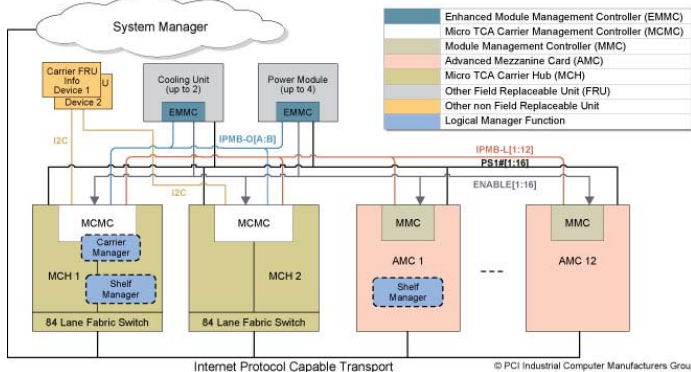 System Manager
Enhanced Module Management Controller (EMMC)
Micro TCA Carrier Management Controller (MCMC)
Module Management Controller (MMC)
Advanced Mezzanine Card (AMC)
Micro TCA Carrier Hub (MCH)
Other Field Replaceable Unit (FRU)
Other non Field Replaceable Unit
Logical Manager Function
Carrier FRU
Info
Device 1
U
Device 2
Cooling Unit
(up to 2)
EMMC
Power Module
(up to 4)
EMMC
I2C
IPMB-O[A:B]
IPMB-L[1:12]
PS1#[1:16]
I2C
ENABLE[1:16]
MCMC
Carrier
Manager
MCH 1
Shelf
Manager
84 Lane Fabric Switch
MCMC
MCH 2
84 Lane Fabric Switch
MMC
AMC 1
Shelf
Manager
MMC
AMC 12
Internet Protocol Capable Transport
© PCI Industrial Computer Manufacturers Grou